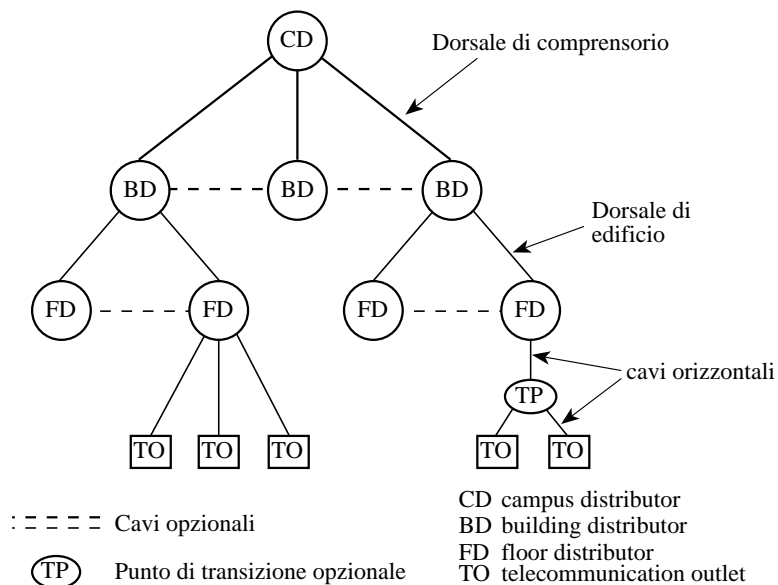 CD
Dorsale di comprensorio
BD
BD
BD
Dorsale di
edificio
FD
FD
FD
FD
cavi orizzontali
TP
TO
TO
TO
TO
TO
Cavi opzionali
TP
Punto di transizione opzionale
CD campus distributor
BD building distributor
FD floor distributor
TO telecommunication outlet